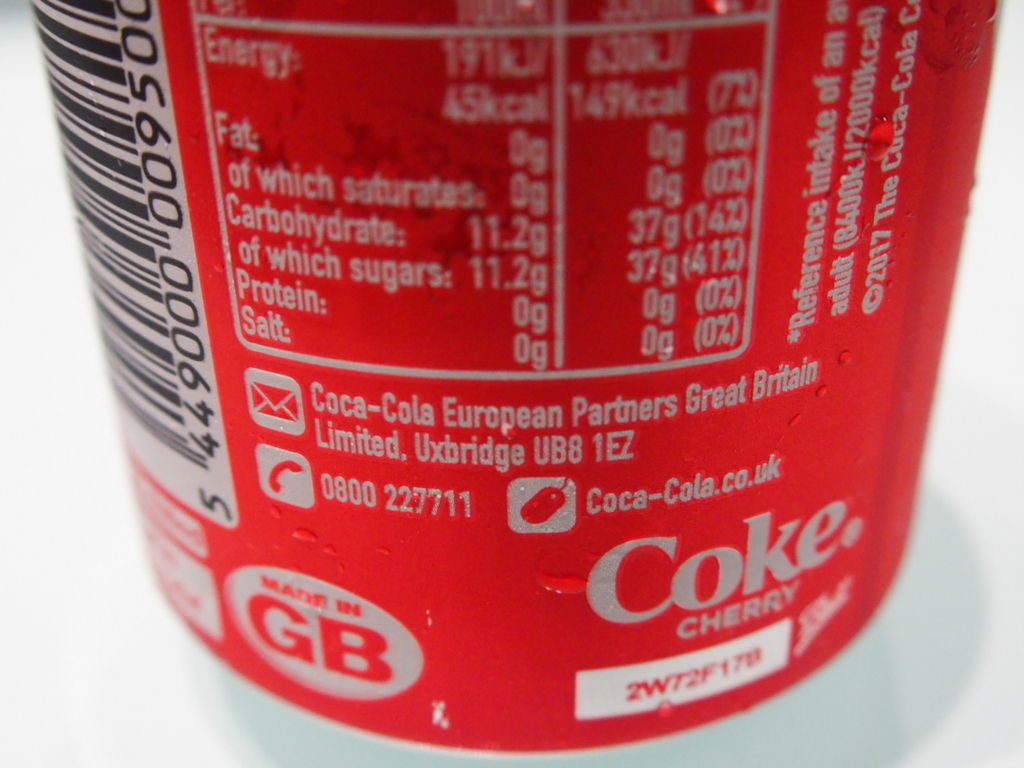 100ml 330ml
Energy: 191kJ/ 630kJ/
45kcal 149kcal (7%)
Fat: 0g 0g (0%)
of which saturates: 0g 0g (0%)
Carbohydrate: 11.2g 37g (14%)
of which sugars: 11.2g 37g (41%)
Protein: 0g 0g (0%)
Salt: 0g 0g (0%)
*Reference intake of an
adult (8400kJ/2000kcal)
©2017 The Coca-Cola
5 449000 009500
Coca-Cola European Partners Great Britain
Limited, Uxbridge UB8 1EZ
0800 227711 Coca-Cola.co.uk
MADE IN
GB
Coke.
CHERRY
2W72F17B